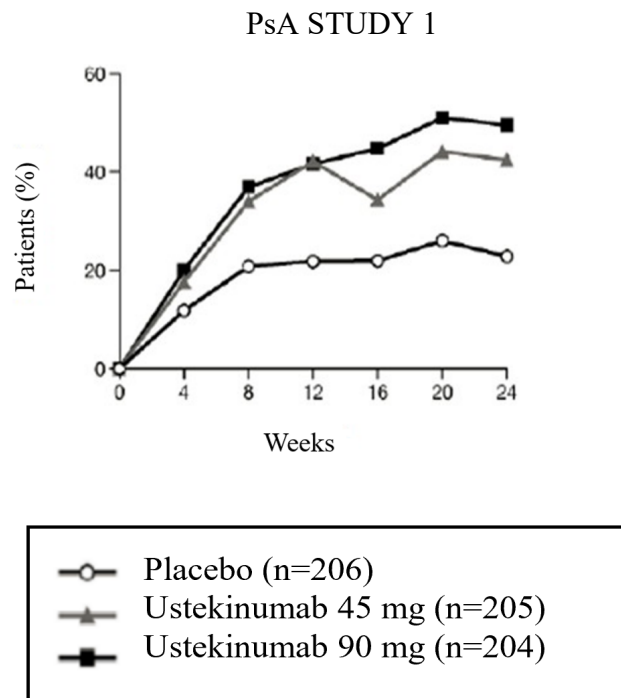 PsA STUDY 1
60
40
20
0
Patients (%)
0 4 8 12 16 20 24
Weeks
Placebo (n=206)
Ustekinumab 45 mg (n=205)
Ustekinumab 90 mg (n=204)